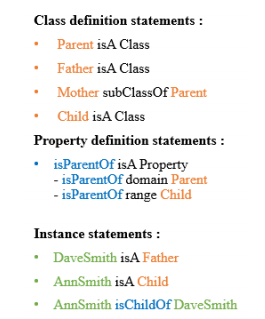 Class definition statements :
• Parent isA Class
• Father isA Class
• Mother subClassOf Parent
• Child isA Class
Property definition statements :
• isParentOf isA Property
- isParentOf domain Parent
- isParentOf range Child
Instance statements :
• DaveSmith isA Father
• AnnSmith isA Child
• AnnSmith isChildOf DaveSmith